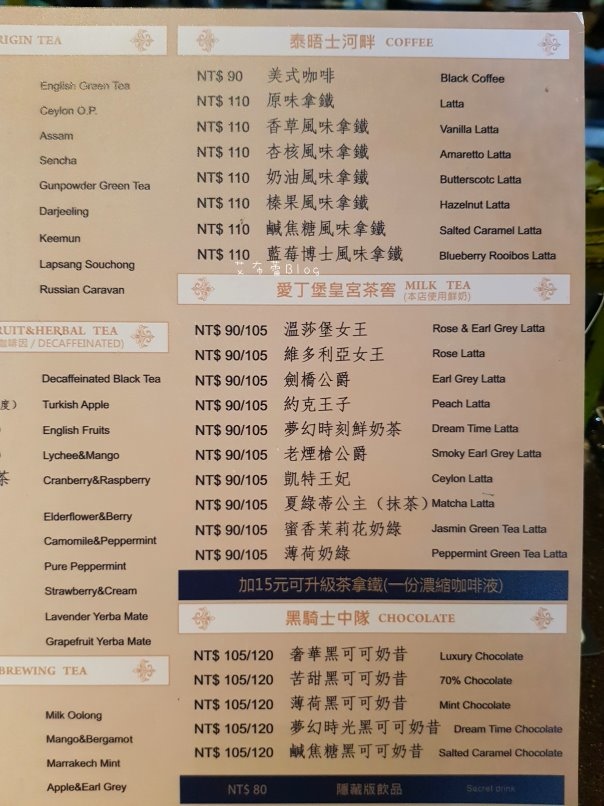 RIGIN TEA
English Green Tea
Ceylon O.P.
Assam
Sencha
Gunpowder Green Tea
Darjeeling
Keemun
Lapsang Souchong
Russian Caravan
RUIT&HERBAL TEA
咖啡因 / DECAFFEINATED)
Decaffeinated Black Tea
度） Turkish Apple
English Fruits
Lychee&Mango
茶 Cranberry&Raspberry
Elderflower&Berry
Camomile&Peppermint
Pure Peppermint
Strawberry&Cream
Lavender Yerba Mate
Grapefruit Yerba Mate
BREWING TEA
Milk Oolong
Mango&Bergamot
Marrakech Mint
Apple&Earl Grey
泰晤士河畔 COFFEE
NT$ 90 美式咖啡 Black Coffee
NT$ 110 原味拿鐵 Latta
NT$ 110 香草風味拿鐵 Vanilla Latta
NT$ 110 杏核風味拿鐵 Amaretto Latta
NT$ 110 奶油風味拿鐵 Butterscotc Latta
NT$ 110 榛果風味拿鐵 Hazelnut Latta
NT$ 110 鹹焦糖風味拿鐵 Salted Caramel Latta
NT$ 110 藍莓博士風味拿鐵 Blueberry Rooibos Latta
艾布蕾Blog
愛丁堡皇宮茶窖 MILK TEA
(本店使用鮮奶)
NT$ 90/105 溫莎堡女王 Rose & Earl Grey Latta
NT$ 90/105 維多利亞女王 Rose Latta
NT$ 90/105 劍橋公爵 Earl Grey Latta
NT$ 90/105 約克王子 Peach Latta
NT$ 90/105 夢幻時刻鮮奶茶 Dream Time Latta
NT$ 90/105 老煙槍公爵 Smoky Earl Grey Latta
NT$ 90/105 凱特王妃 Ceylon Latta
NT$ 90/105 夏綠蒂公主（抹茶） Matcha Latta
NT$ 90/105 蜜香茉莉花奶綠 Jasmin Green Tea Latta
NT$ 90/105 薄荷奶綠 Peppermint Green Tea Latta
加15元可升級茶拿鐵(一份濃縮咖啡液)
黑騎士中隊 CHOCOLATE
NT$ 105/120 奢華黑可可奶昔 Luxury Chocolate
NT$ 105/120 苦甜黑可可奶昔 70% Chocolate
NT$ 105/120 薄荷黑可可奶昔 Mint Chocolate
NT$ 105/120 夢幻時光黑可可奶昔 Dream Time Chocolate
NT$ 105/120 鹹焦糖黑可可奶昔 Salted Caramel Chocolate
NT$ 80 隱藏版飲品 Secret drink